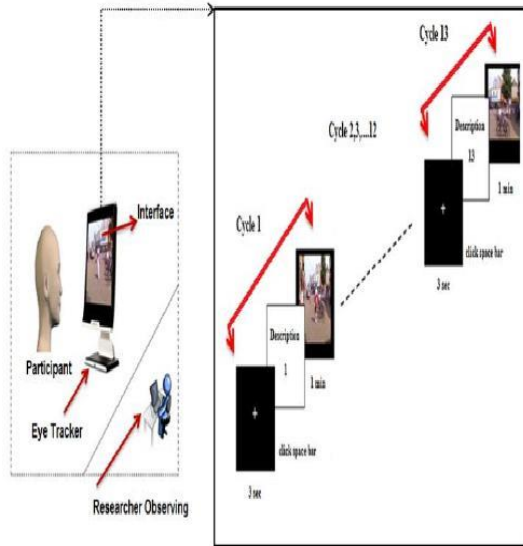 Interface
Participant
Eye Tracker
Researcher Observing
Cycle 1
Description
1
1 min
click space bar
3 sec
Cycle 2,3,....12
Cycle 13
Description
13
1 min
click space bar
3 sec